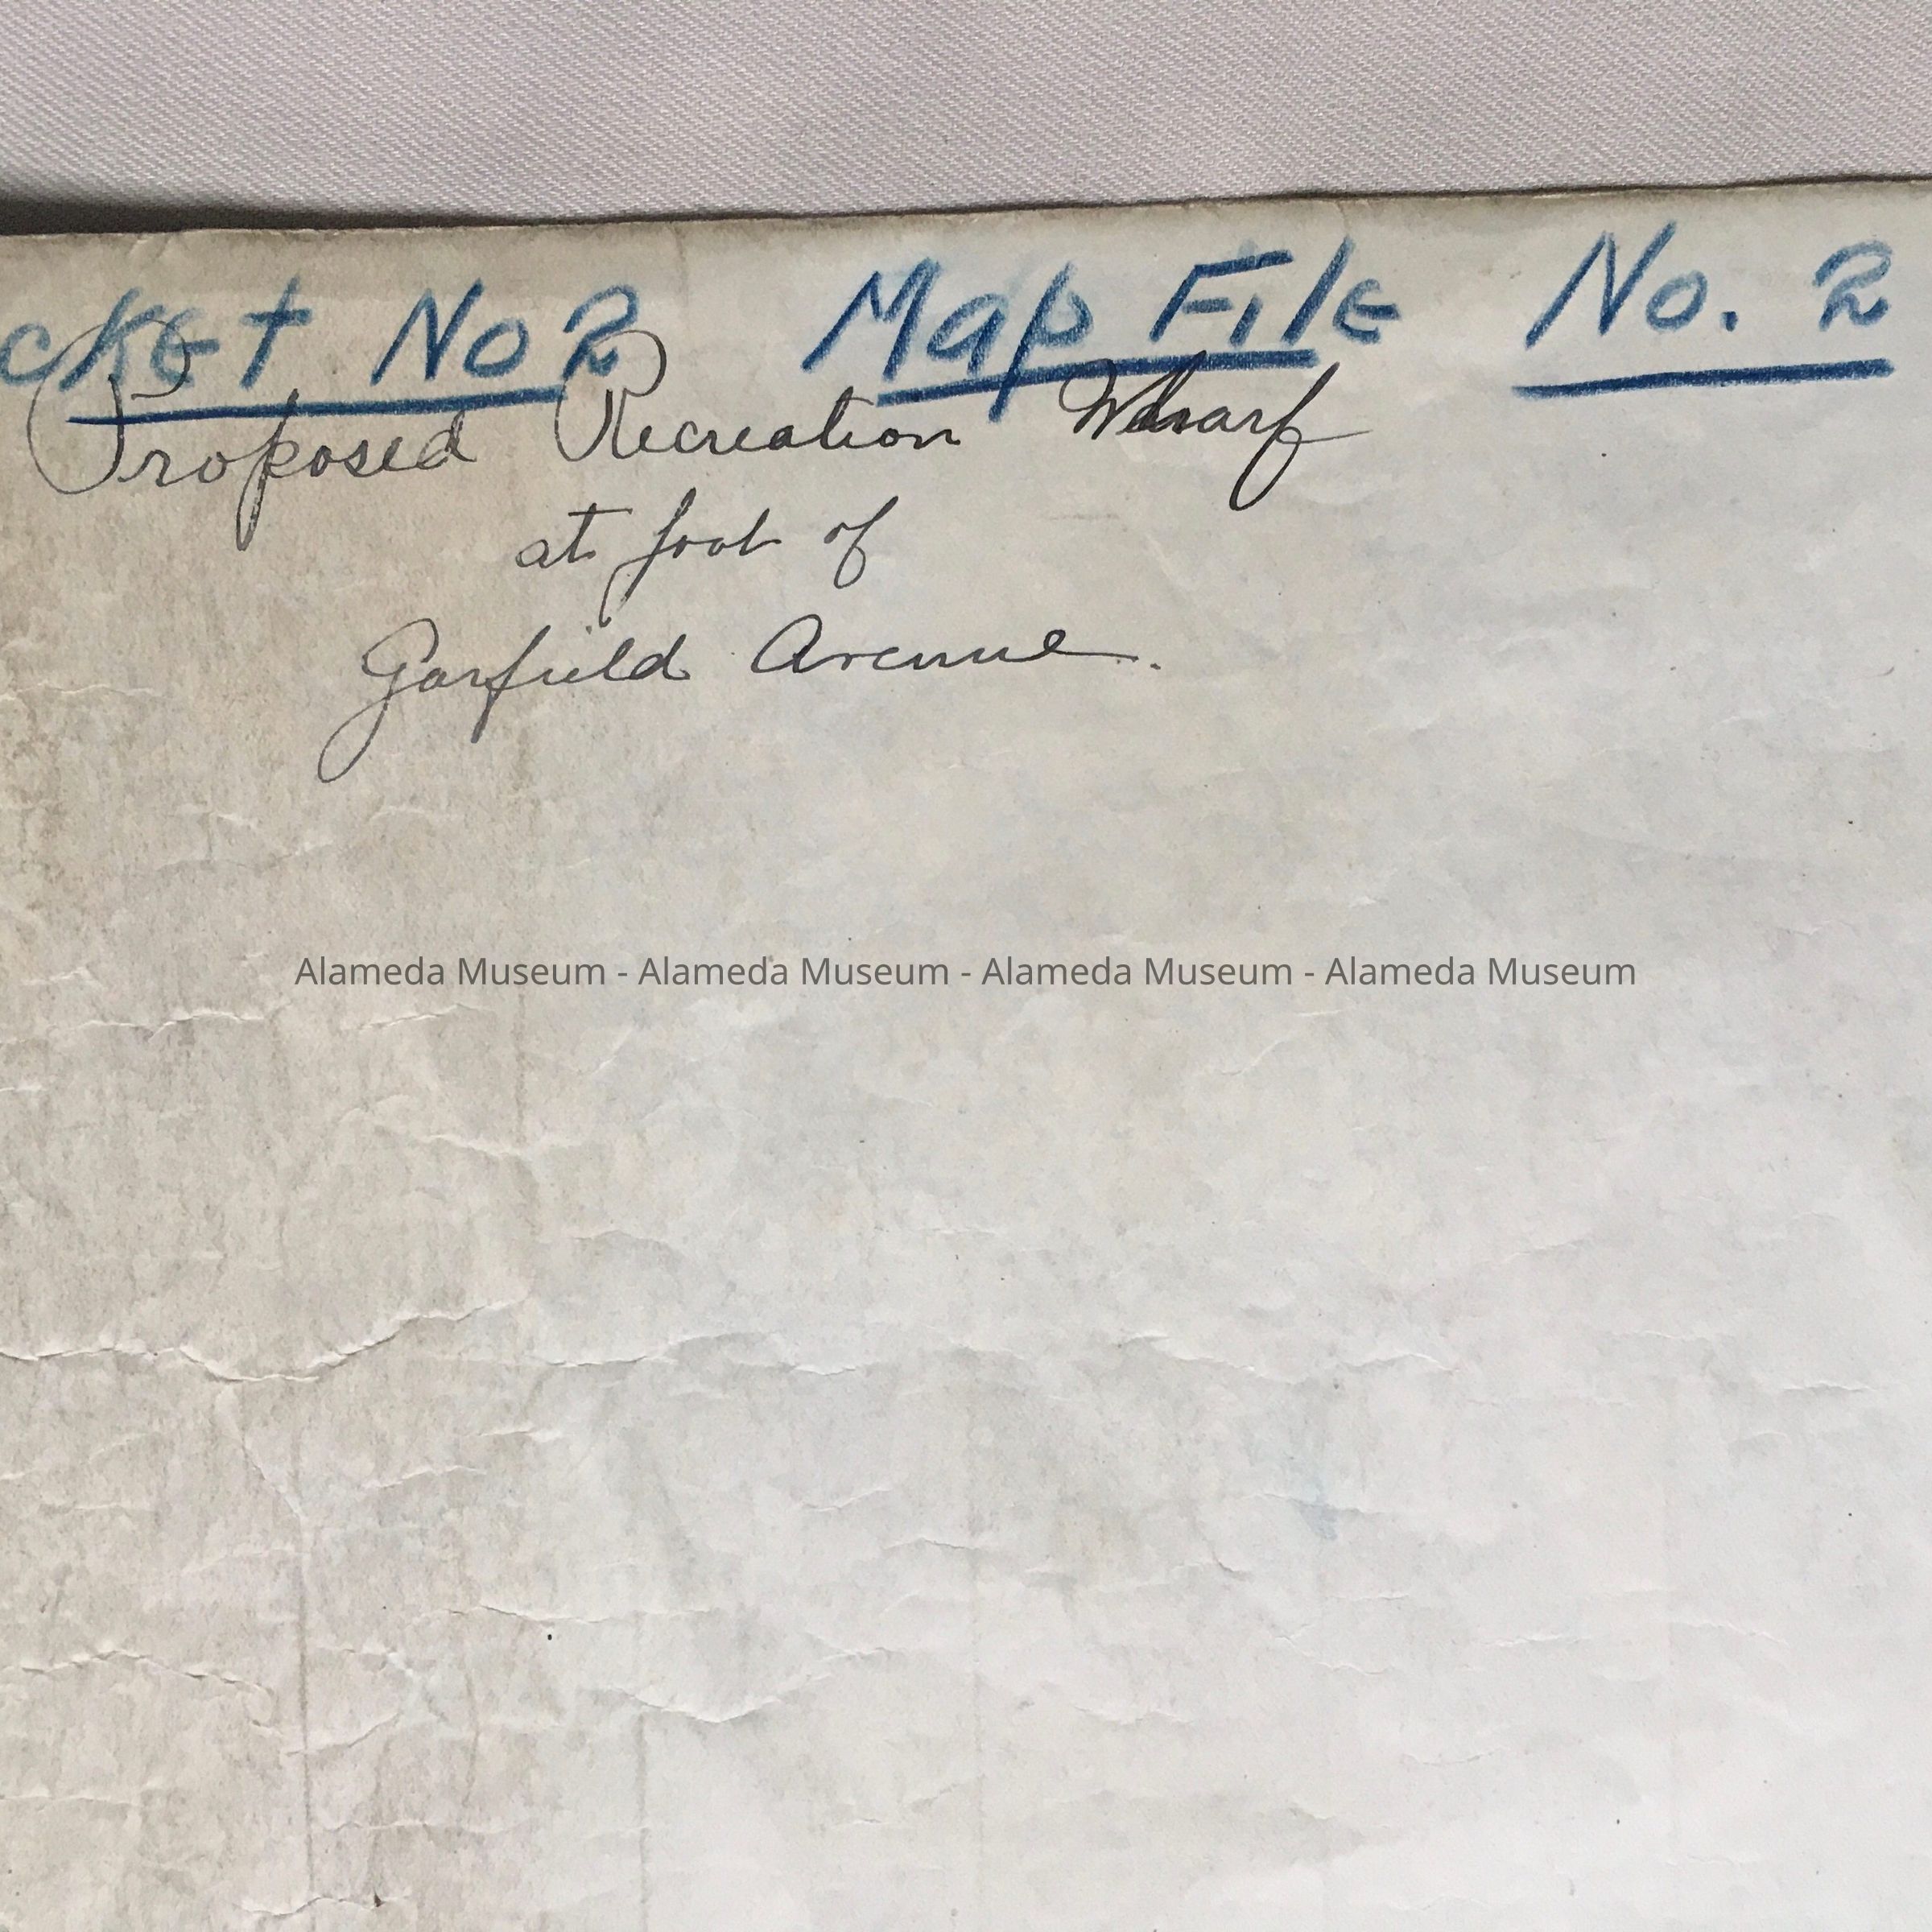 cket No 2 Map File No. 2
Proposed Recreation Wharf
at foot of
Garfield Avenue.
Alameda Museum - Alameda Museum - Alameda Museum - Alameda Museum